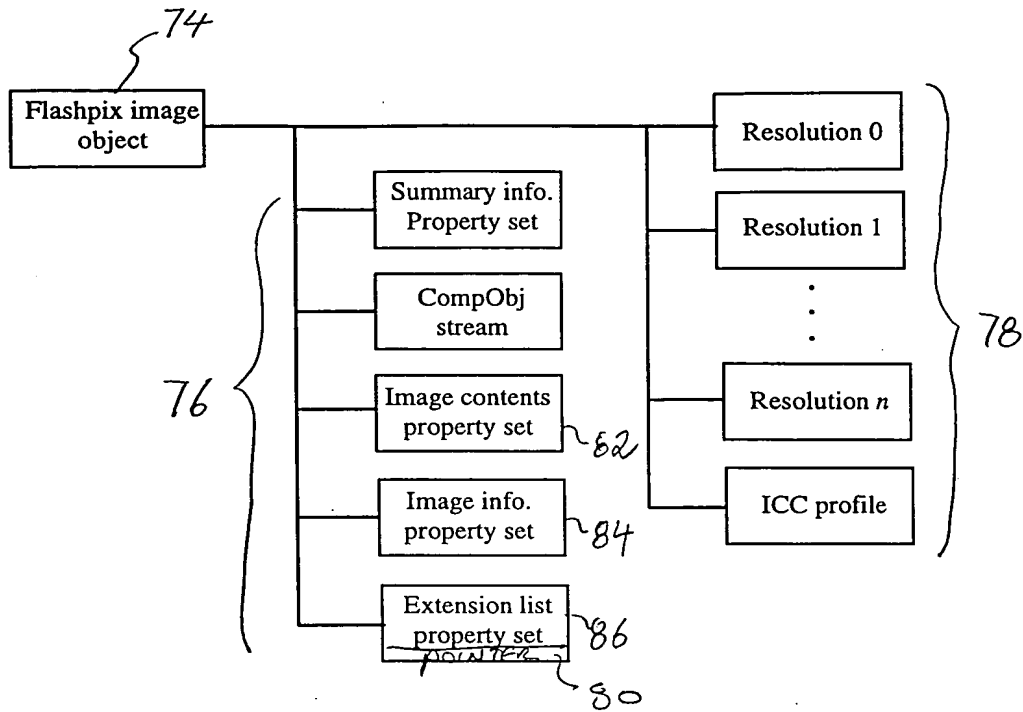 74
Flashpix image
object
Summary info.
Property set
CompObj
stream
76
Image contents
property set
82
Image info.
property set
84
Extension list
property set
86
POINTER
80
Resolution 0
Resolution 1
Resolution n
ICC profile
78